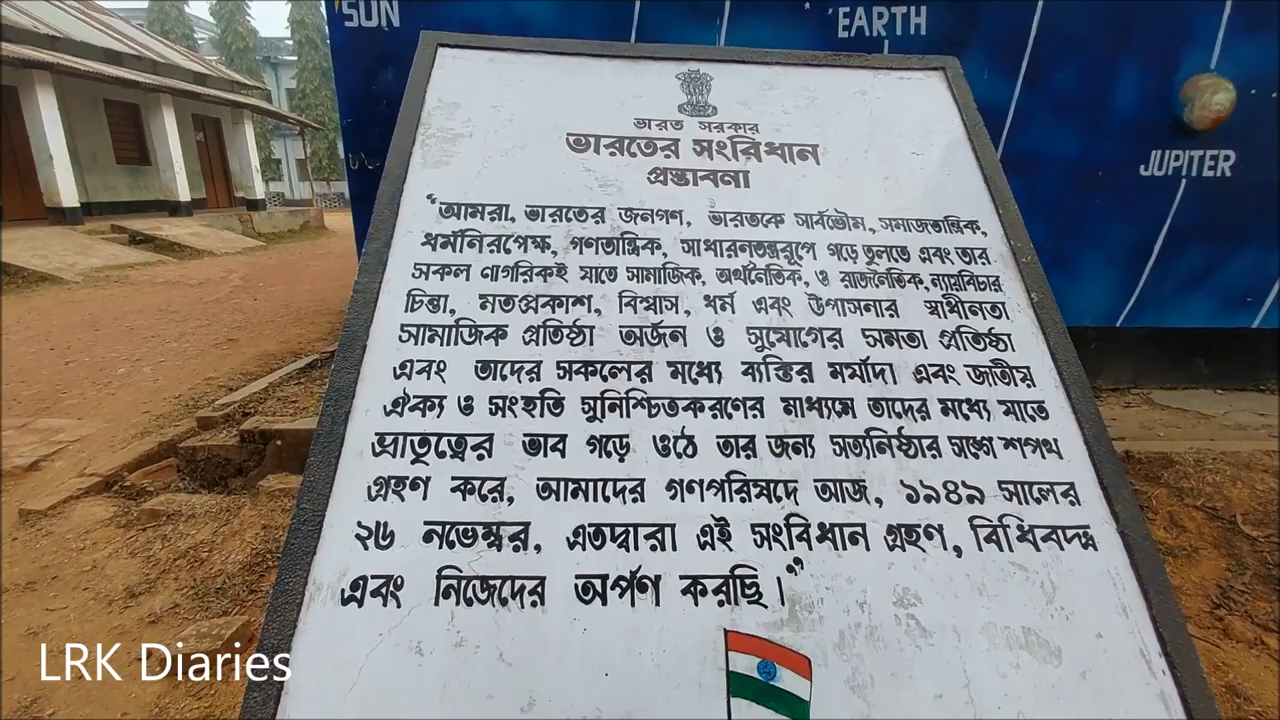 SUN
EARTH
JUPITER
ভারত সরকার
ভারতের সংবিধান
প্রস্তাবনা
“আমরা, ভারতের জনগণ, ভারতকে সার্বভৌম, সমাজতান্ত্রিক,
ধর্মনিরপেক্ষ, গণতান্ত্রিক, সাধারনতন্ত্ররূপে গড়ে তুলতে এবং তার
সকল নাগরিকই যাতে সামাজিক, অর্থনৈতিক, ও রাজনৈতিক, ন্যায়বিচার
চিন্তা, মতপ্রকাশ, বিশ্বাস, ধর্ম এবং উপাসনার স্বাধীনতা
সামাজিক প্রতিষ্ঠা অর্জন ও সুযোগের সমতা প্রতিষ্ঠা
এবং তাদের সকলের মধ্যে ব্যক্তির মর্যাদা এবং জাতীয়
ঐক্য ও সংহতি সুনিশ্চিতকরণের মাধ্যমে তাদের মধ্যে যাতে
ভ্রাতৃত্বের ভাব গড়ে ওঠে তার জন্য সত্যনিষ্ঠার সঙ্গে শপথ
গ্রহণ করে, আমাদের গণপরিষদে আজ, ১৯৪৯ সালের
২৬ নভেম্বর, এতদ্বারা এই সংবিধান গ্রহণ, বিধিবদ্ধ
এবং নিজেদের অর্পণ করছি।”
LRK Diaries